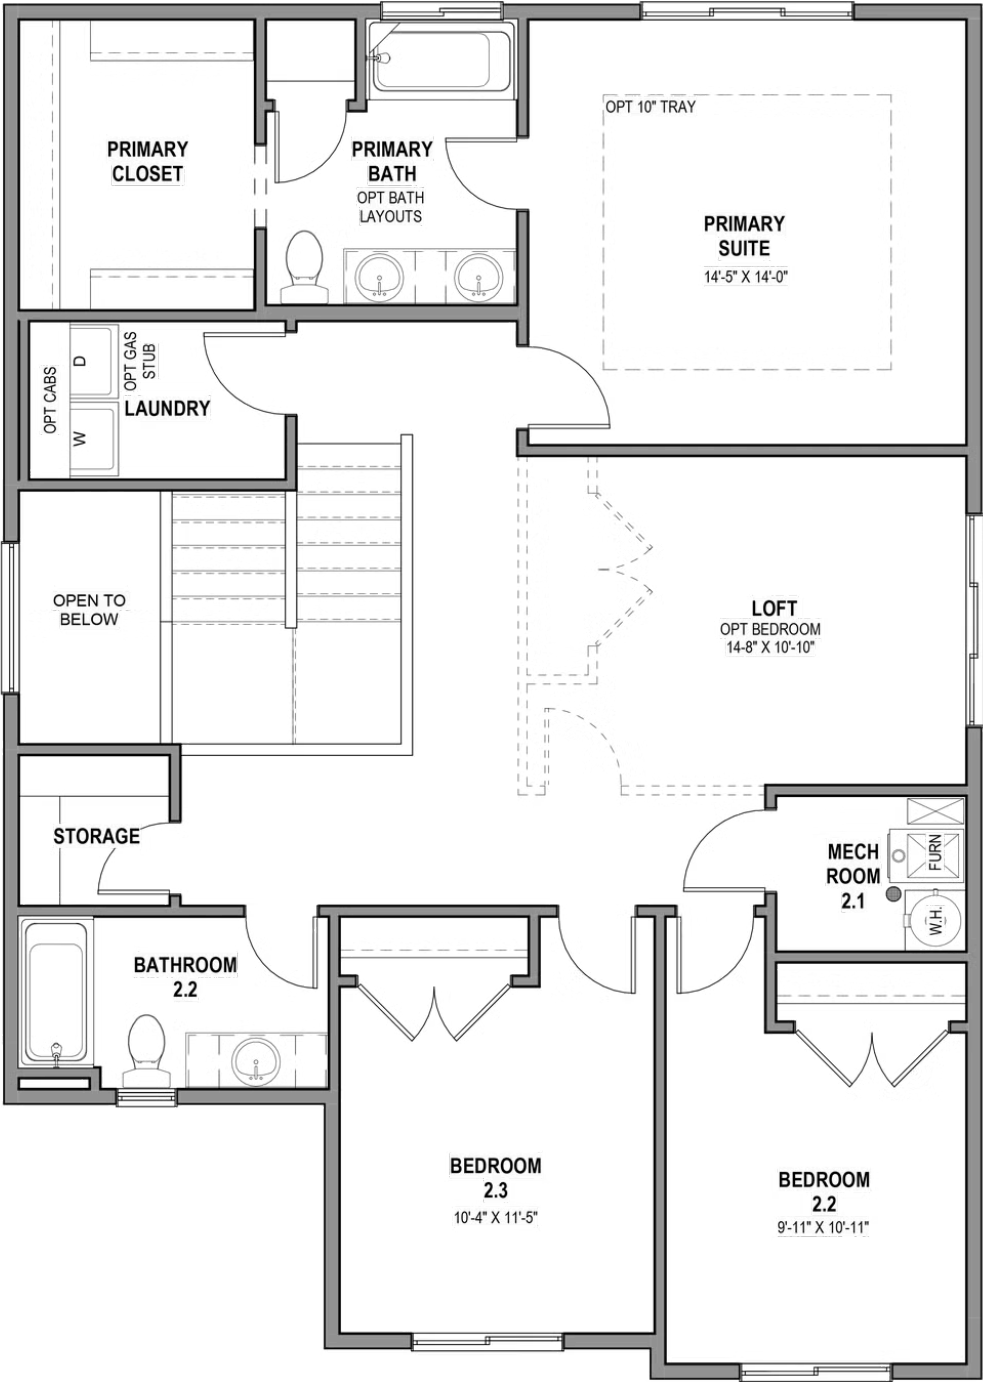 OPT 10" TRAY
PRIMARY
CLOSET
PRIMARY
BATH
OPT BATH
LAYOUTS
PRIMARY
SUITE
14'-5" X 14'-0"
OPT CABS
D
W
OPT GAS
STUB
LAUNDRY
OPEN TO
BELOW
LOFT
OPT BEDROOM
14-8" X 10'-10"
STORAGE
MECH
ROOM
2.1
FURN
W.H.
BATHROOM
2.2
BEDROOM
2.3
10'-4" X 11'-5"
BEDROOM
2.2
9'-11" X 10'-11"